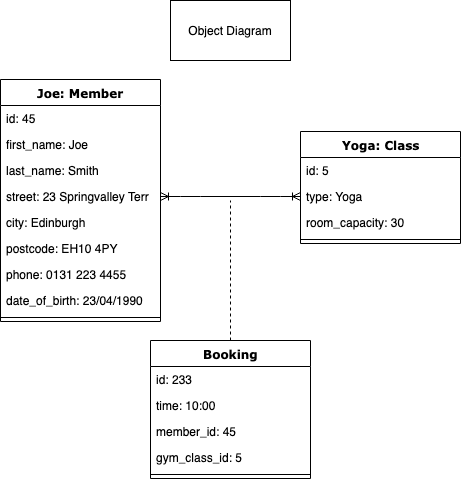 Object Diagram
Joe: Member
id: 45
first_name: Joe
last_name: Smith
street: 23 Springvalley Terr
city: Edinburgh
postcode: EH10 4PY
phone: 0131 223 4455
date_of_birth: 23/04/1990
Yoga: Class
id: 5
type: Yoga
room_capacity: 30
Booking
id: 233
time: 10:00
member_id: 45
gym_class_id: 5